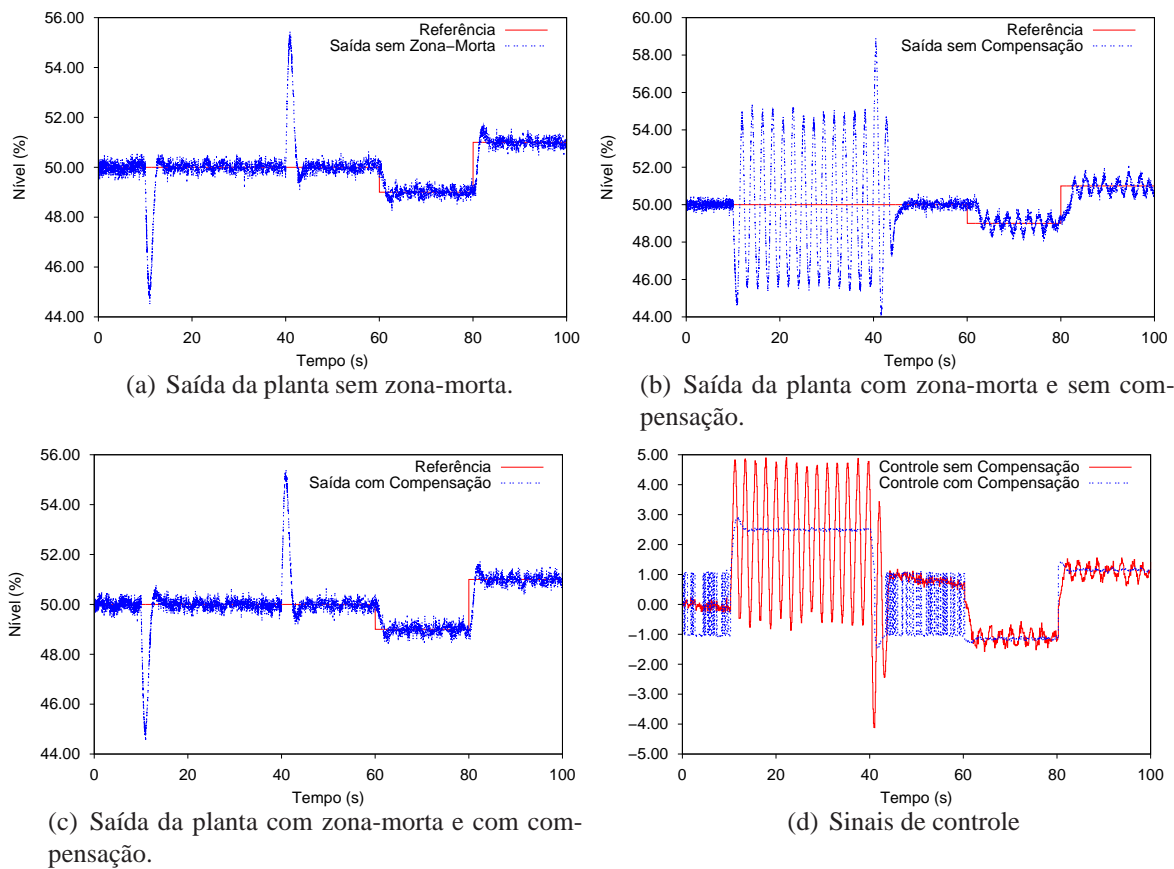 56.00
54.00
52.00
50.00
48.00
46.00
44.00
0 20 40 60 80 100
Nível (%)
Tempo (s)
Referência
Saída sem Zona−Morta
(a) Saída da planta sem zona-morta.
60.00
58.00
56.00
54.00
52.00
50.00
48.00
46.00
44.00
0 20 40 60 80 100
Nível (%)
Tempo (s)
Referência
Saída sem Compensação
(b) Saída da planta com zona-morta e sem com-
pensação.
56.00
54.00
52.00
50.00
48.00
46.00
44.00
0 20 40 60 80 100
Nível (%)
Tempo (s)
Referência
Saída com Compensação
(c) Saída da planta com zona-morta e com com-
pensação.
5.00
4.00
3.00
2.00
1.00
0.00
−1.00
−2.00
−3.00
−4.00
−5.00
0 20 40 60 80 100
Tempo (s)
Controle sem Compensação
Controle com Compensação
(d) Sinais de controle